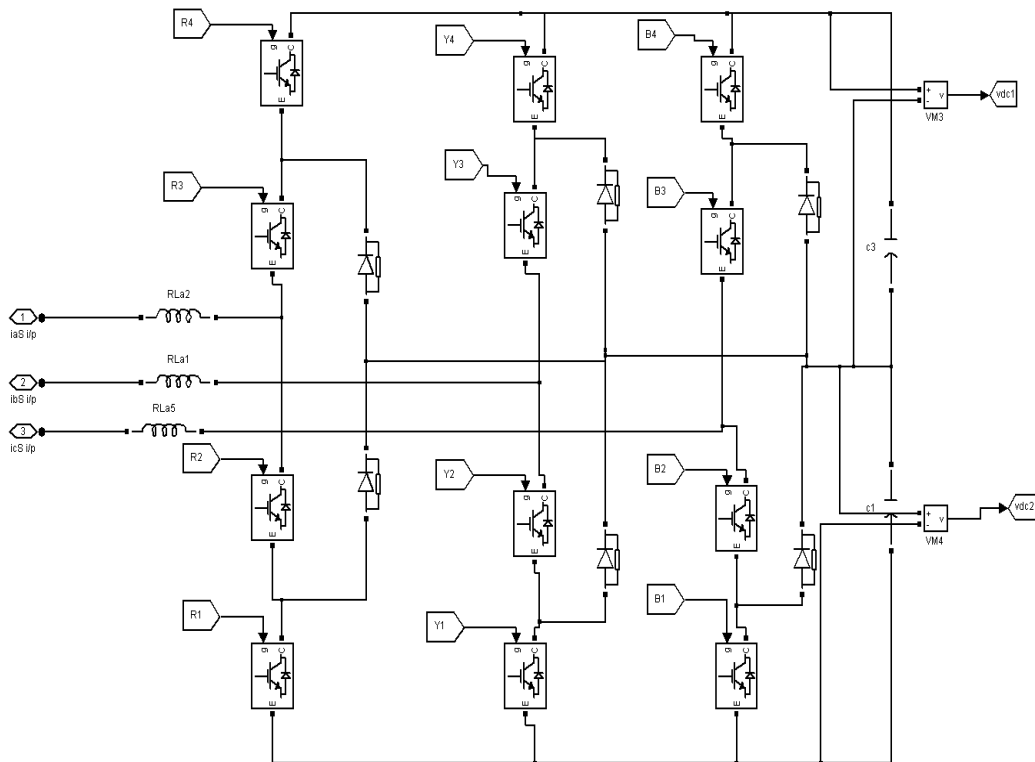 R4
g
C
E
Y4
g
C
E
B4
g
C
E
+
-
v
VM3
vdc1
R3
g
C
E
Y3
g
C
E
B3
g
C
E
c3
RLa2
1
iaS i/p
RLa1
2
ibS i/p
RLa5
3
icS i/p
R2
g
C
E
Y2
g
C
E
B2
g
C
E
c1
+
-
v
VM4
vdc2
R1
g
C
E
Y1
g
C
E
B1
g
C
E